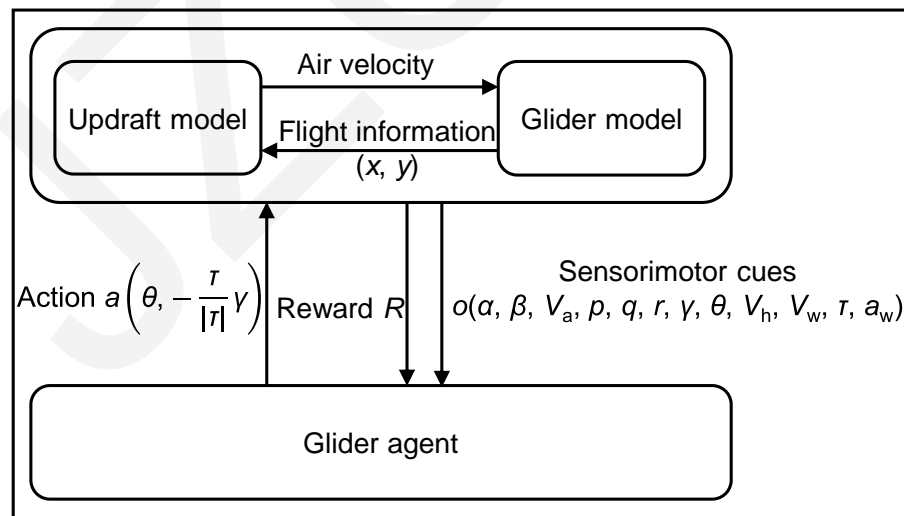 Air velocity
Updraft model
Glider model
Flight information
(x, y)
Action a(θ, −τ/|τ| γ)
Reward R
Sensorimotor cues
o(α, β, Va, p, q, r, γ, θ, Vh, Vw, τ, aw)
Glider agent